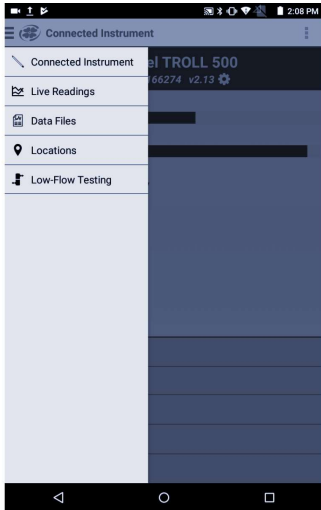 2:08 PM
Connected Instrument
el TROLL 500
166274 v2.13
Connected Instrument
Live Readings
Data Files
Locations
Low-Flow Testing